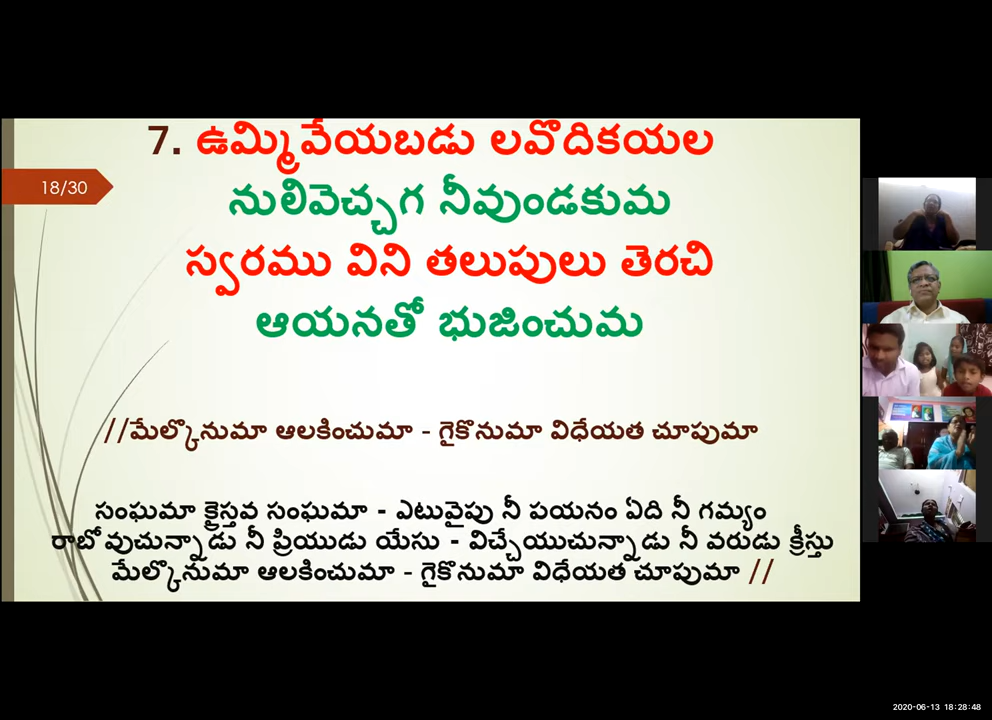 7. ఉమ్మివేయబడు లవొదికయల
18/30
నులివెచ్చగ నీవుండకుమ
స్వరము విని తలుపులు తెరచి
ఆయనతో భుజించుమ
//మేల్కొనుమా ఆలకించుమా - గైకొనుమా విధేయత చూపుమా
సంఘమా క్రైస్తవ సంఘమా - ఎటువైపు నీ పయనం ఏది నీ గమ్యం
రాబోవుచున్నాడు నీ ప్రియుడు యేసు - విచ్చేయుచున్నాడు నీ వరుడు క్రీస్తు
మేల్కొనుమా ఆలకించుమా - గైకొనుమా విధేయత చూపుమా //
2020-06-13 18:28:48